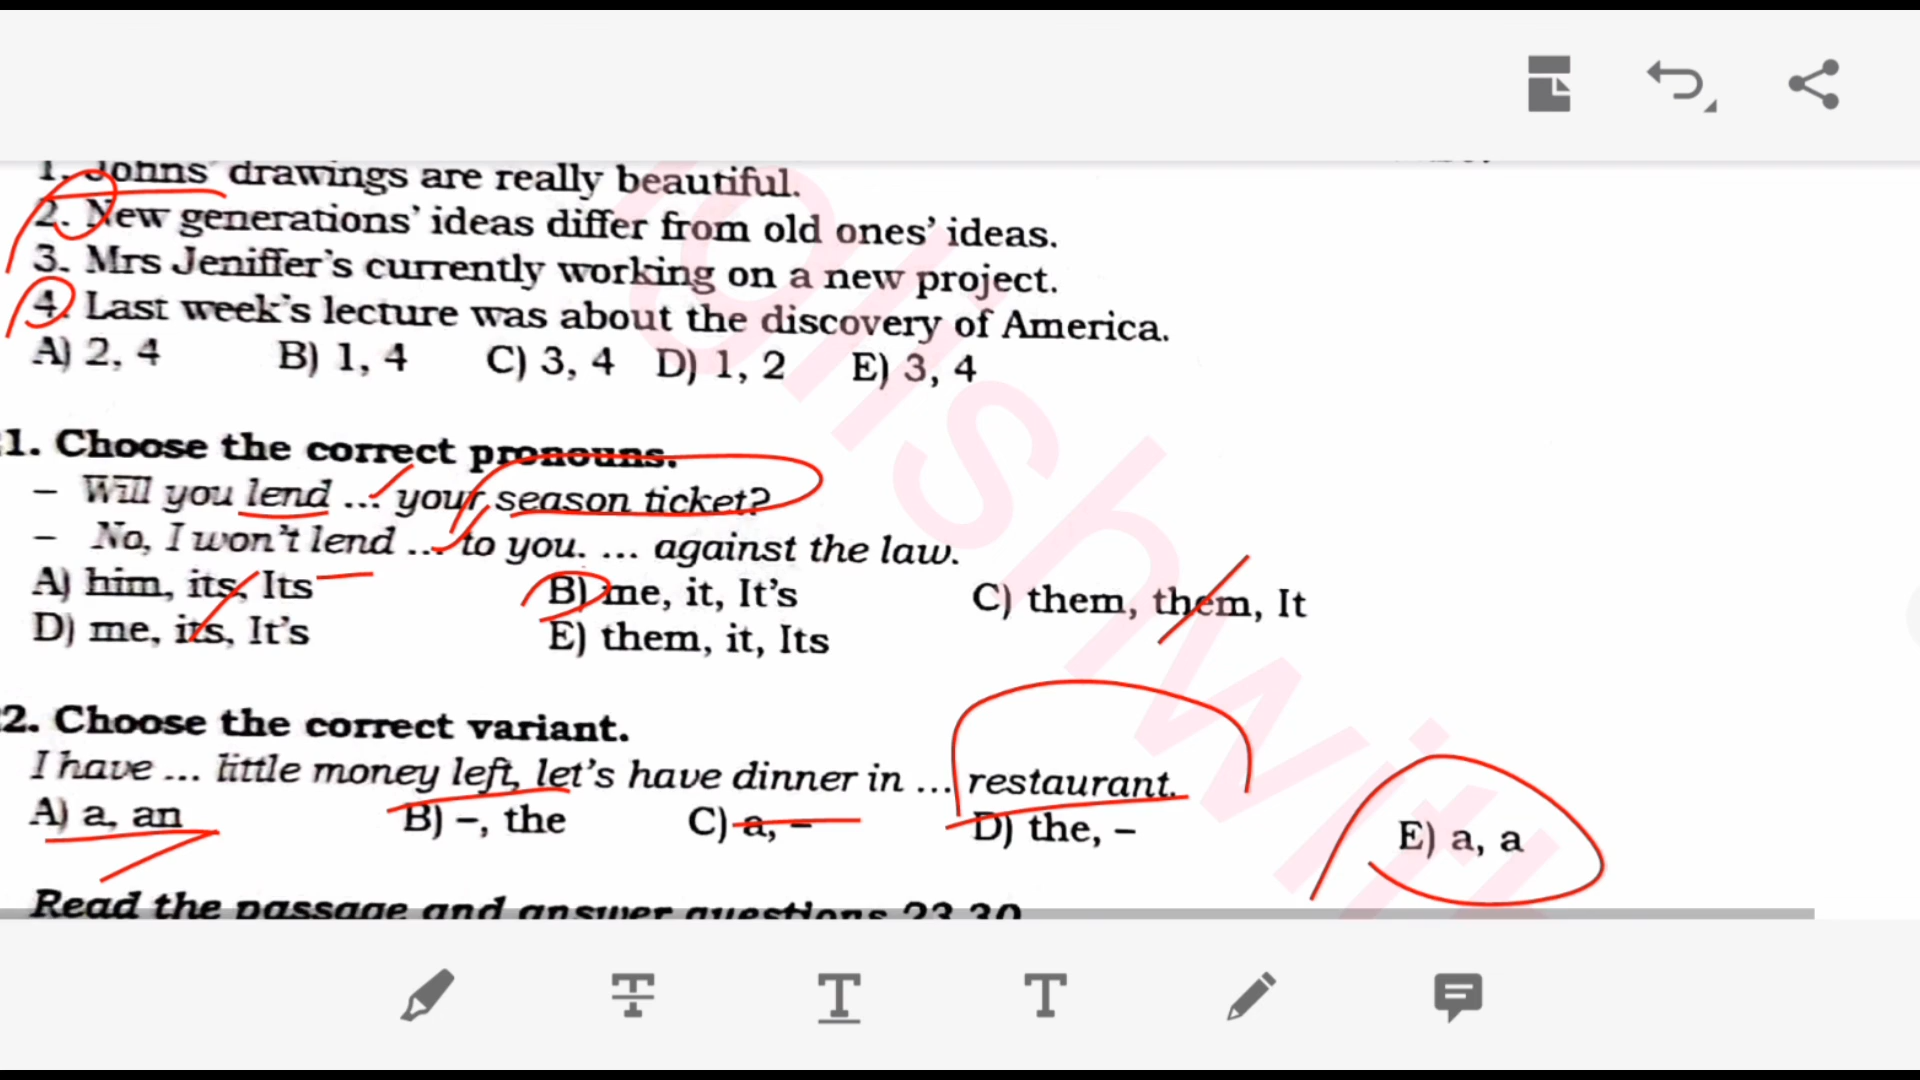 1. Johns' drawings are really beautiful.
2. New generations' ideas differ from old ones' ideas.
3. Mrs Jeniffer's currently working on a new project.
4. Last week's lecture was about the discovery of America.
A) 2, 4 B) 1, 4 C) 3, 4 D) 1, 2 E) 3, 4
1. Choose the correct pronouns.
– Will you lend ... your season ticket?
– No, I won't lend ... to you. ... against the law.
A) him, its, Its B) me, it, It's C) them, them, It
D) me, its, It's E) them, it, Its
2. Choose the correct variant.
I have ... little money left, let's have dinner in ... restaurant.
A) a, an B) –, the C) a, – D) the, – E) a, a
Read the passage and answer questions 23-30
glishwit